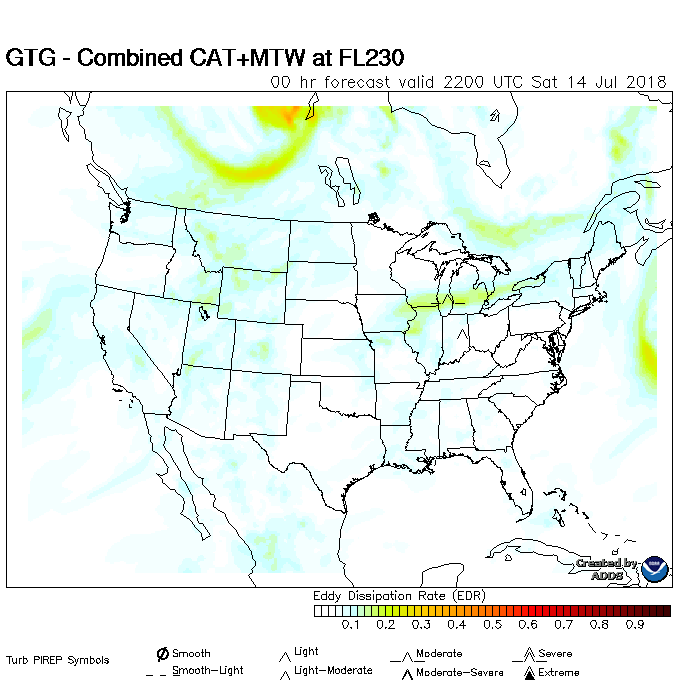 GTG - Combined CAT+MTW at FL230
00 hr forecast valid 2200 UTC Sat 14 Jul 2018
Created by
ADDS
Eddy Dissipation Rate (EDR)
0.1 0.2 0.3 0.4 0.5 0.6 0.7 0.8 0.9
Turb PIREP Symbols
Smooth Light Moderate Severe
Smooth-Light Light-Moderate Moderate-Severe Extreme